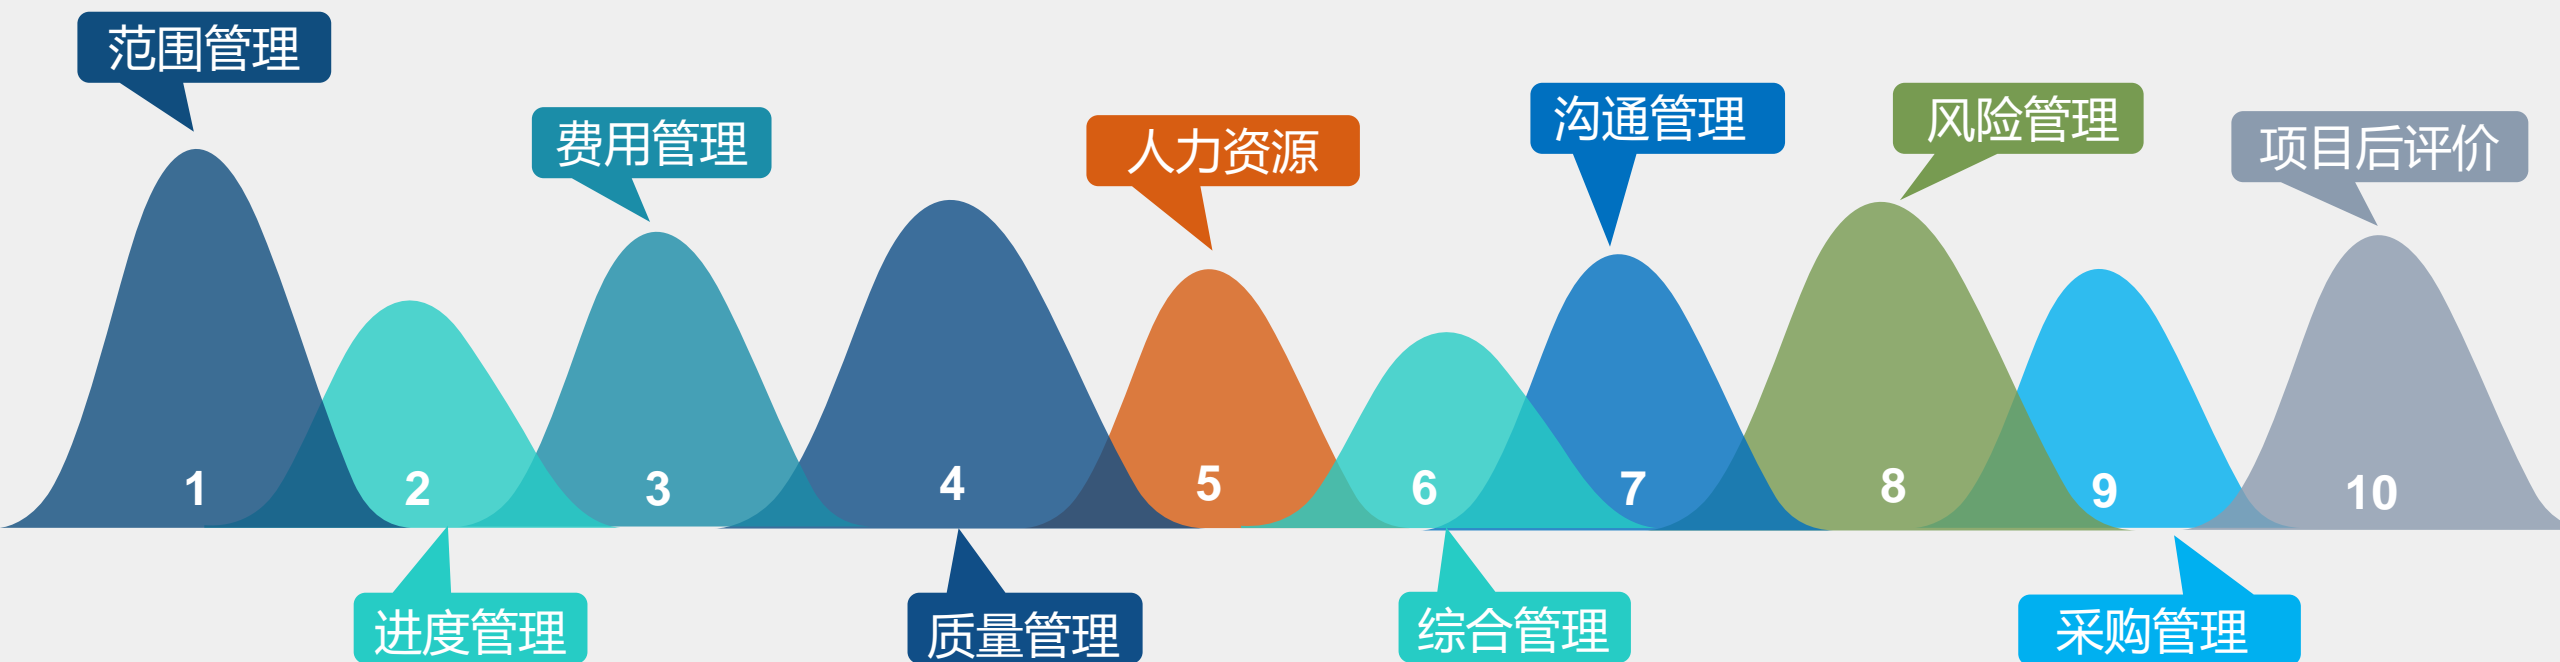 范围管理
费用管理
人力资源
沟通管理
风险管理
项目后评价
1
2
3
4
5
6
7
8
9
10
进度管理
质量管理
综合管理
采购管理